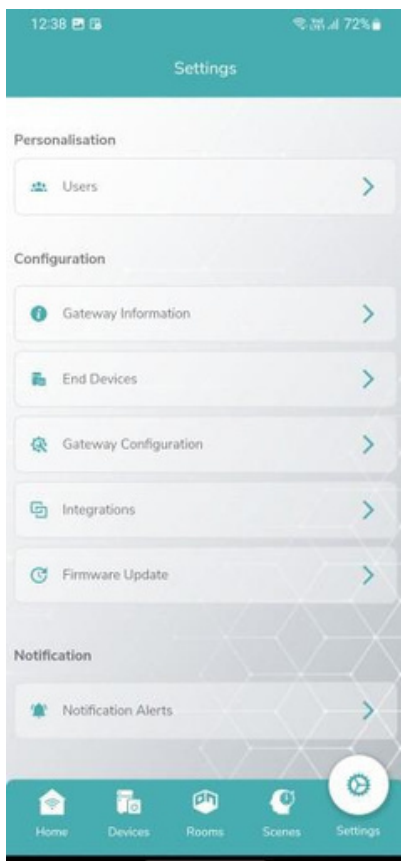 12:38 72%
Settings
Personalisation
Users
Configuration
Gateway Information
End Devices
Gateway Configuration
Integrations
Firmware Update
Notification
Notification Alerts
Home Devices Rooms Scenes Settings